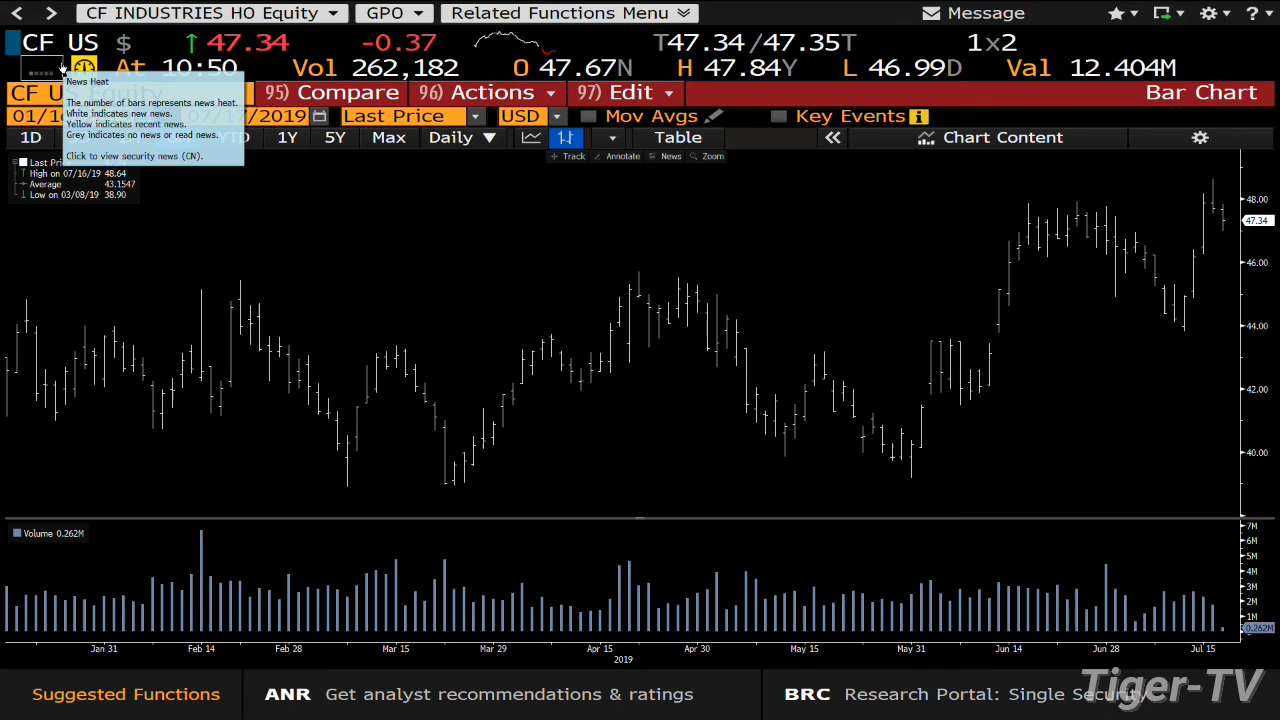 CF INDUSTRIES HO Equity GPO Related Functions Menu Message ?
CF US $ ↑ 47.34 -0.37 T47.34/47.35T 1x2
At 10:50 Vol 262,182 O 47.67N H 47.84Y L 46.99D Val 12.404M
News Heat
The number of bars represents news heat.
White indicates new news.
Yellow indicates recent news.
Grey indicates no news or read news.
Click to view security news (CN).
CF US Equity 95) Compare 96) Actions 97) Edit Bar Chart
01/16 07/17/2019 Last Price USD Mov Avgs Key Events
1D YTD 1Y 5Y Max Daily ▼ Table « Chart Content
Track Annotate News Zoom
Last Price
High on 07/16/19 48.64
Average 43.1547
Low on 03/08/19 38.90
48.00
47.34
46.00
44.00
42.00
40.00
Volume 0.262M
7M
6M
5M
4M
3M
2M
1M
0.262M
Jan 31 Feb 14 Feb 28 Mar 15 Mar 29 Apr 15 Apr 30 May 15 May 31 Jun 14 Jun 28 Jul 15
2019
Suggested Functions ANR Get analyst recommendations & ratings BRC Research Portal: Single Security
Tiger-TV